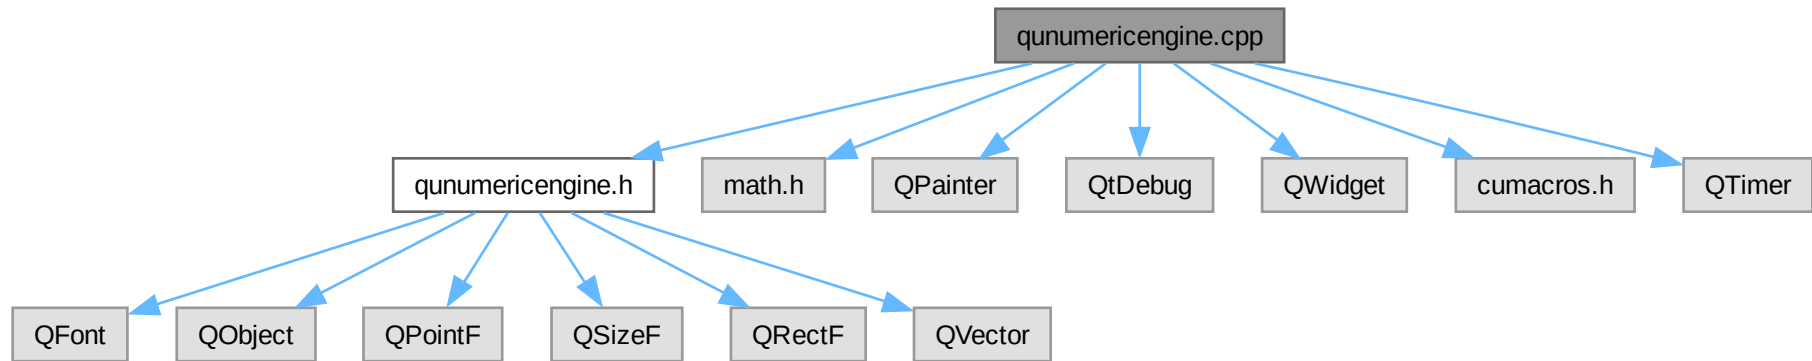 qunumericengine.cpp
qunumericengine.h
math.h
QPainter
QtDebug
QWidget
cumacros.h
QTimer
QFont
QObject
QPointF
QSizeF
QRectF
QVector